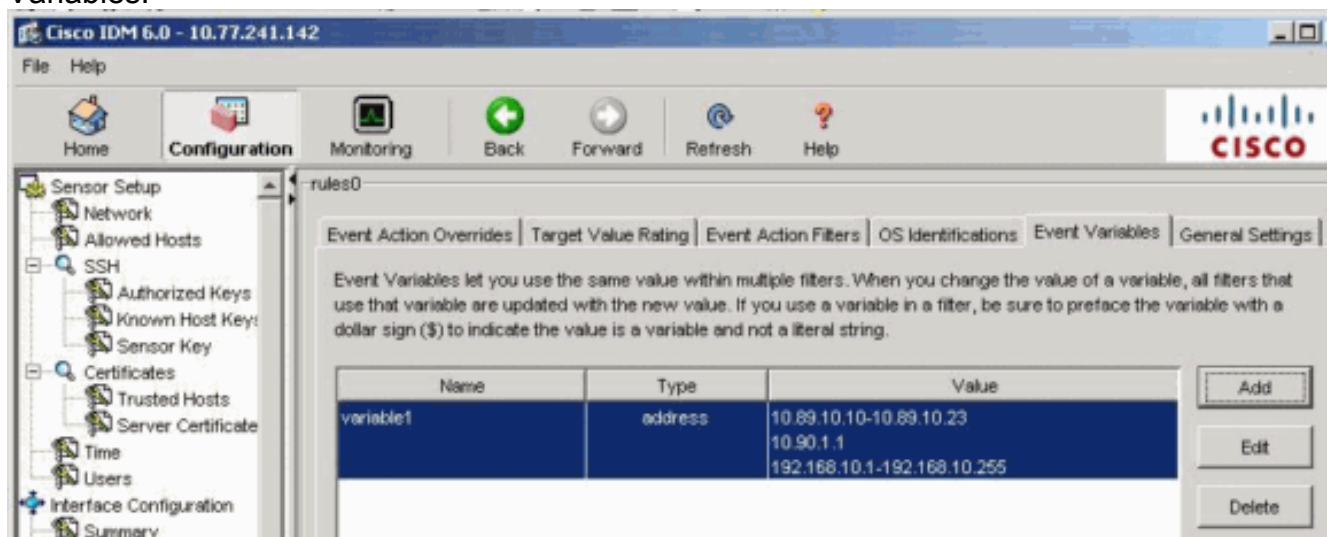 Variables.
Cisco IDM 6.0 - 10.77.241.142
File Help
Home Configuration Monitoring Back Forward Refresh Help
CISCO
Sensor Setup
Network
Allowed Hosts
SSH
Authorized Keys
Known Host Keys
Sensor Key
Certificates
Trusted Hosts
Server Certificate
Time
Users
Interface Configuration
Summary
rules0
Event Action Overrides Target Value Rating Event Action Filters OS Identifications Event Variables General Settings
Event Variables let you use the same value within multiple filters. When you change the value of a variable, all filters that
use that variable are updated with the new value. If you use a variable in a filter, be sure to preface the variable with a
dollar sign ($) to indicate the value is a variable and not a literal string.
Name Type Value
variable1 address 10.89.10.10-10.89.10.23
10.90.1.1
192.168.10.1-192.168.10.255
Add
Edit
Delete